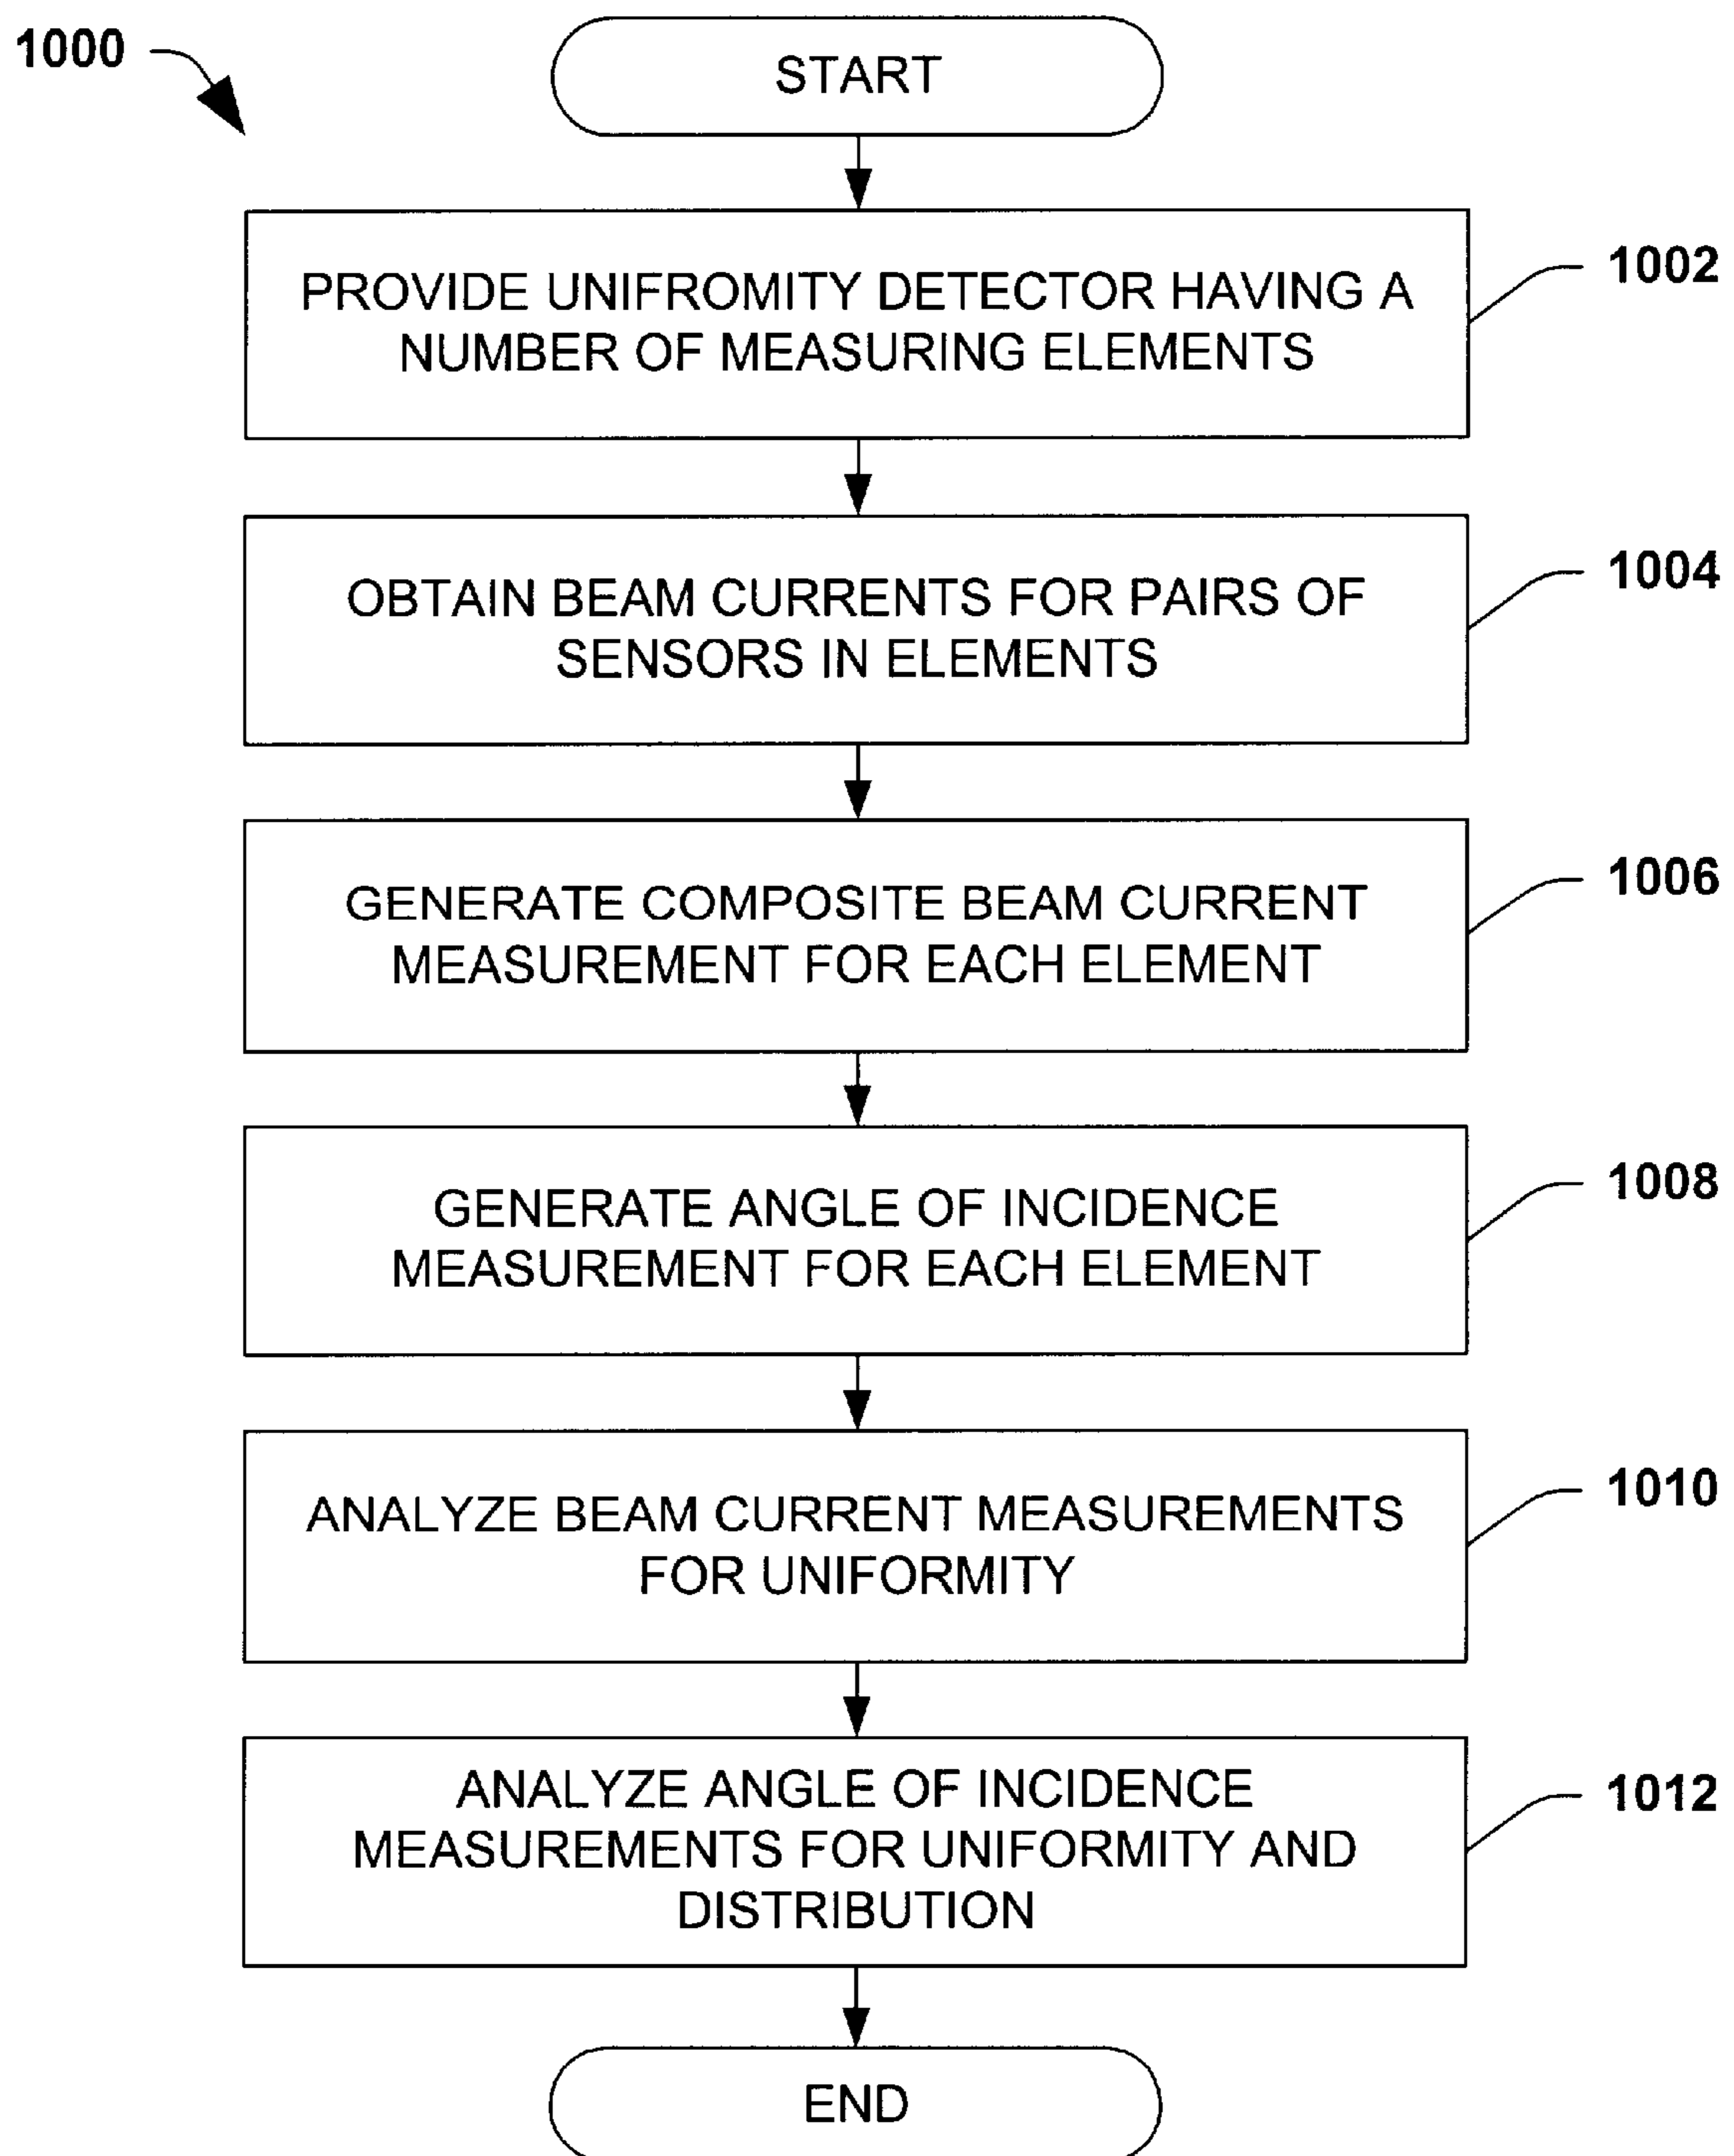 1000
START
PROVIDE UNIFROMITY DETECTOR HAVING A
NUMBER OF MEASURING ELEMENTS
1002
OBTAIN BEAM CURRENTS FOR PAIRS OF
SENSORS IN ELEMENTS
1004
GENERATE COMPOSITE BEAM CURRENT
MEASUREMENT FOR EACH ELEMENT
1006
GENERATE ANGLE OF INCIDENCE
MEASUREMENT FOR EACH ELEMENT
1008
ANALYZE BEAM CURRENT MEASUREMENTS
FOR UNIFORMITY
1010
ANALYZE ANGLE OF INCIDENCE
MEASUREMENTS FOR UNIFORMITY AND
DISTRIBUTION
1012
END